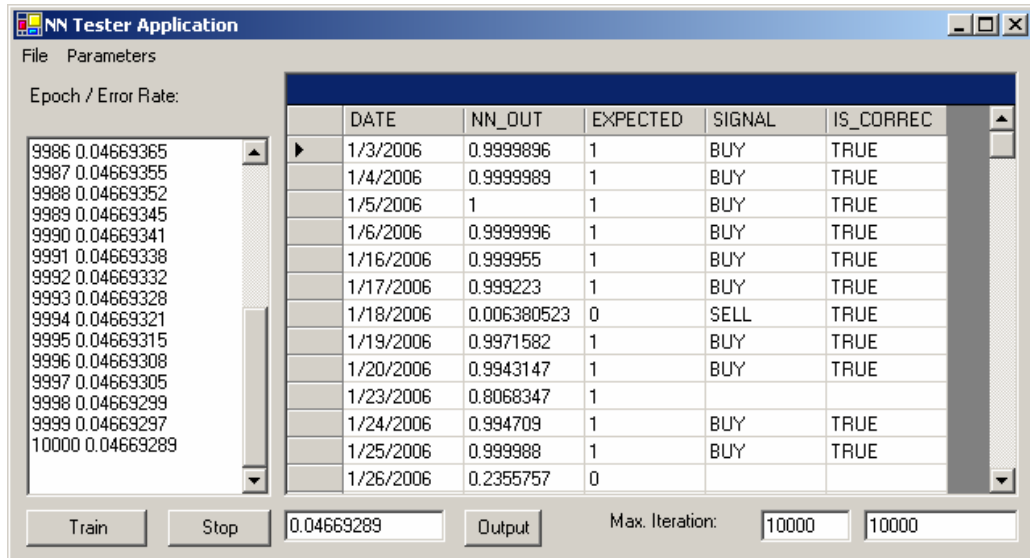 NN Tester Application
File Parameters
Epoch / Error Rate:
9986 0.04669365
9987 0.04669355
9988 0.04669352
9989 0.04669345
9990 0.04669341
9991 0.04669338
9992 0.04669332
9993 0.04669328
9994 0.04669321
9995 0.04669315
9996 0.04669308
9997 0.04669305
9998 0.04669299
9999 0.04669297
10000 0.04669289
DATE NN_OUT EXPECTED SIGNAL IS_CORREC
1/3/2006 0.9999896 1 BUY TRUE
1/4/2006 0.9999989 1 BUY TRUE
1/5/2006 1 1 BUY TRUE
1/6/2006 0.9999996 1 BUY TRUE
1/16/2006 0.999955 1 BUY TRUE
1/17/2006 0.999223 1 BUY TRUE
1/18/2006 0.006380523 0 SELL TRUE
1/19/2006 0.9971582 1 BUY TRUE
1/20/2006 0.9943147 1 BUY TRUE
1/23/2006 0.8068347 1
1/24/2006 0.994709 1 BUY TRUE
1/25/2006 0.999988 1 BUY TRUE
1/26/2006 0.2355757 0
Train Stop 0.04669289 Output Max. Iteration: 10000 10000